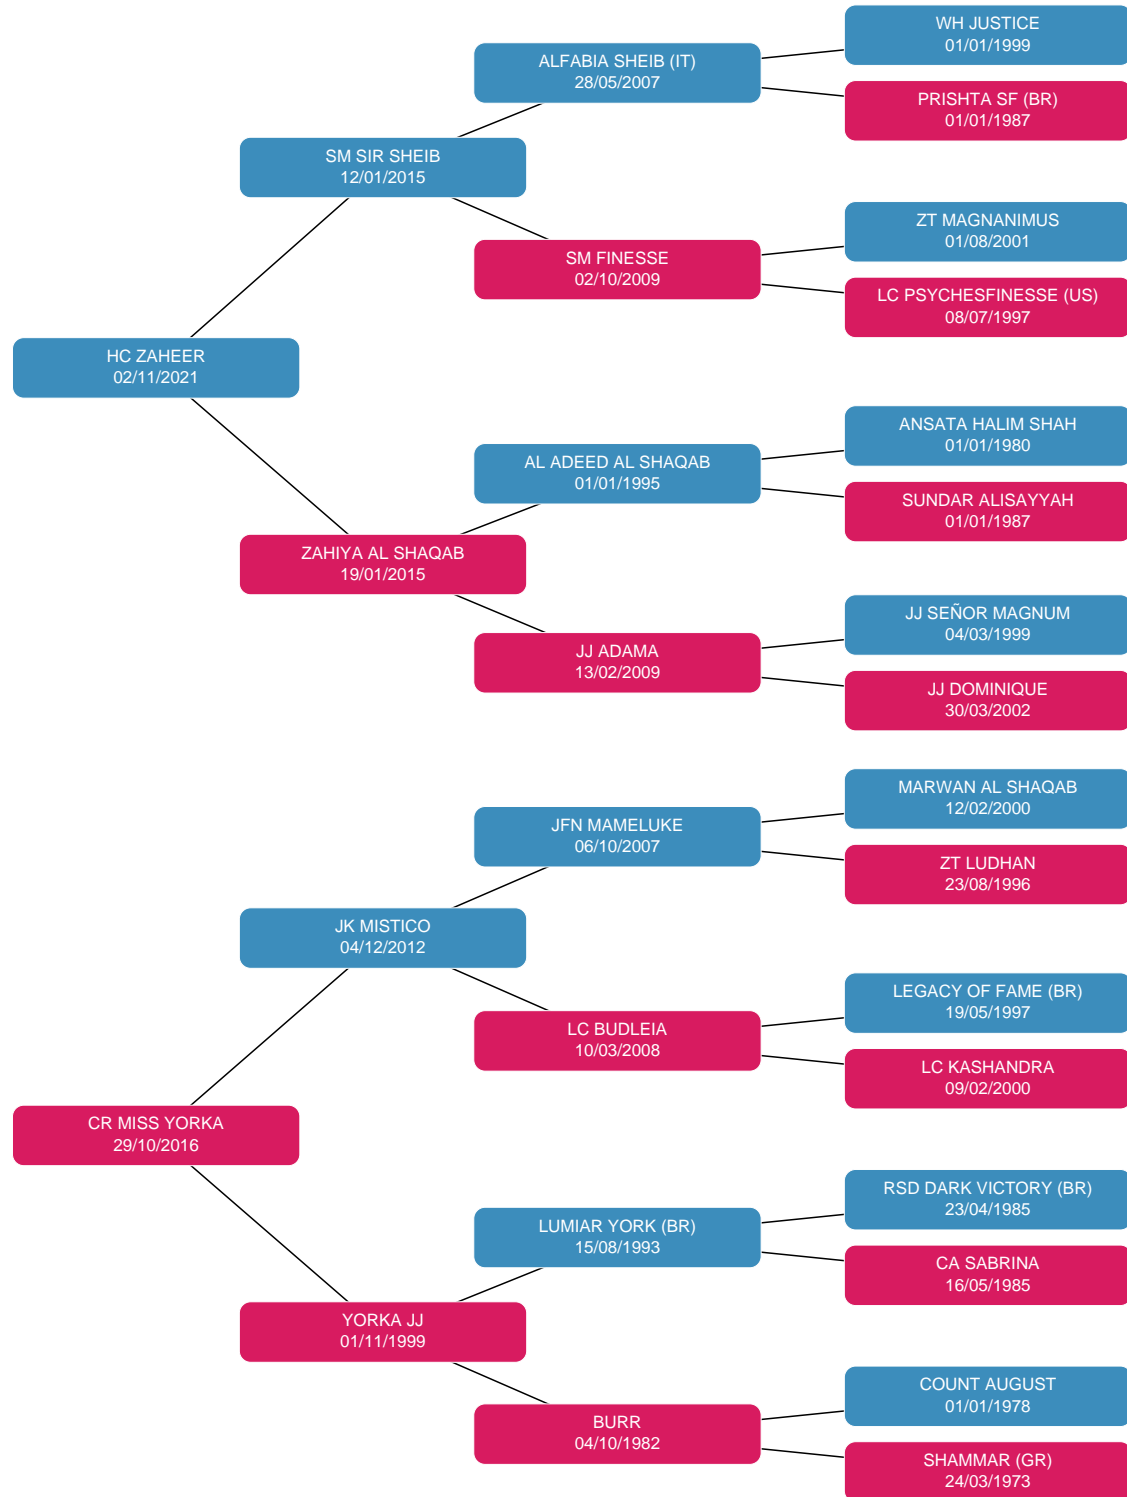 WH JUSTICE
01/01/1999
ALFABIA SHEIB (IT)
28/05/2007
PRISHTA SF (BR)
01/01/1987
SM SIR SHEIB
12/01/2015
ZT MAGNANIMUS
01/08/2001
SM FINESSE
02/10/2009
LC PSYCHESFINESSE (US)
08/07/1997
HC ZAHEER
02/11/2021
ANSATA HALIM SHAH
01/01/1980
AL ADEED AL SHAQAB
01/01/1995
SUNDAR ALISAYYAH
01/01/1987
ZAHIYA AL SHAQAB
19/01/2015
JJ SEÑOR MAGNUM
04/03/1999
JJ ADAMA
13/02/2009
JJ DOMINIQUE
30/03/2002
MARWAN AL SHAQAB
12/02/2000
JFN MAMELUKE
06/10/2007
ZT LUDHAN
23/08/1996
JK MISTICO
04/12/2012
LEGACY OF FAME (BR)
19/05/1997
LC BUDLEIA
10/03/2008
LC KASHANDRA
09/02/2000
CR MISS YORKA
29/10/2016
RSD DARK VICTORY (BR)
23/04/1985
LUMIAR YORK (BR)
15/08/1993
CA SABRINA
16/05/1985
YORKA JJ
01/11/1999
COUNT AUGUST
01/01/1978
BURR
04/10/1982
SHAMMAR (GR)
24/03/1973